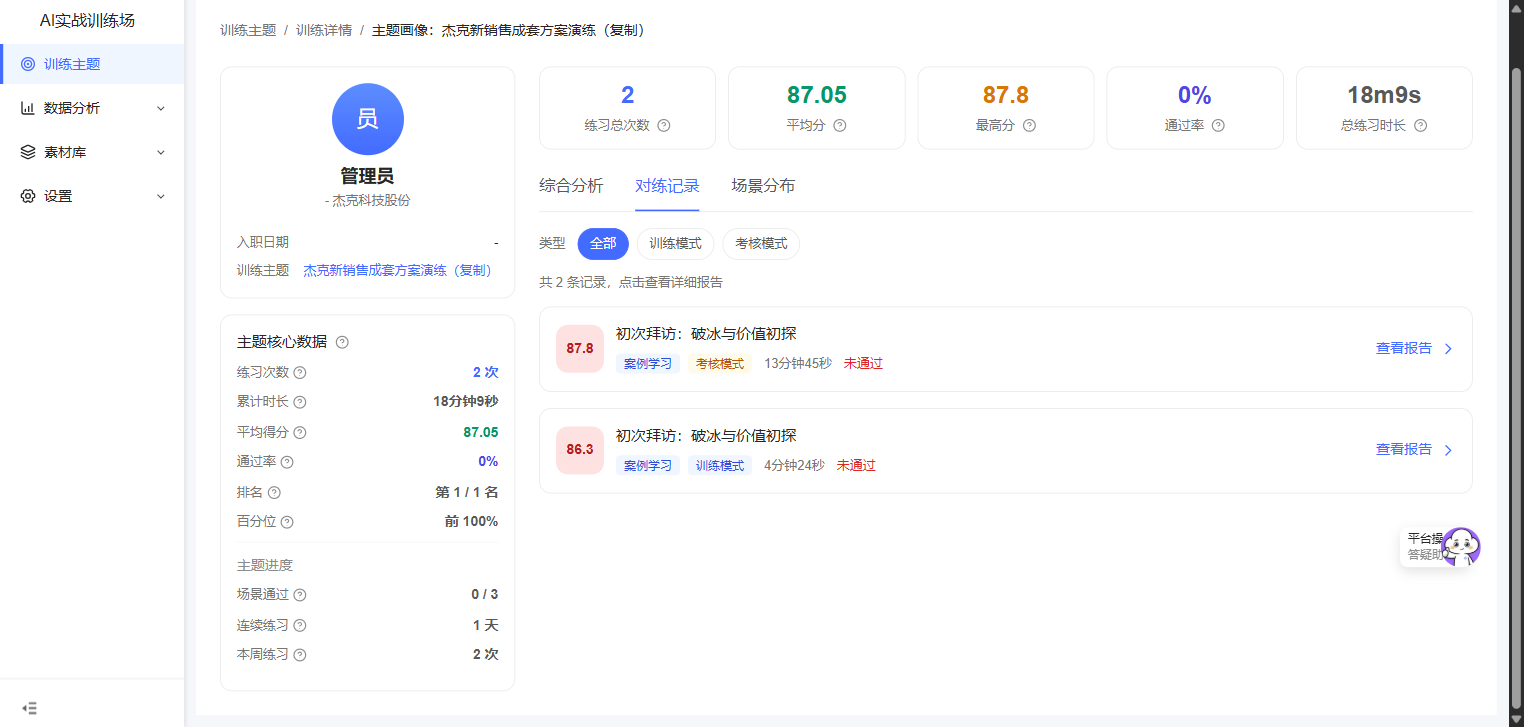 AI实战训练场
训练主题
数据分析
素材库
设置
训练主题 / 训练详情 / 主题画像：杰克新销售成套方案演练（复制）
员
管理员
- 杰克科技股份
入职日期 -
训练主题 杰克新销售成套方案演练（复制）
主题核心数据
练习次数 2 次
累计时长 18分钟9秒
平均得分 87.05
通过率 0%
排名 第 1 / 1 名
百分位 前 100%
主题进度
场景通过 0 / 3
连续练习 1 天
本周练习 2 次
2
练习总次数
87.05
平均分
87.8
最高分
0%
通过率
18m9s
总练习时长
综合分析 对练记录 场景分布
类型 全部 训练模式 考核模式
共 2 条记录，点击查看详细报告
87.8
初次拜访：破冰与价值初探
案例学习 考核模式 13分钟45秒 未通过
查看报告
86.3
初次拜访：破冰与价值初探
案例学习 训练模式 4分钟24秒 未通过
查看报告
平台操
答疑助